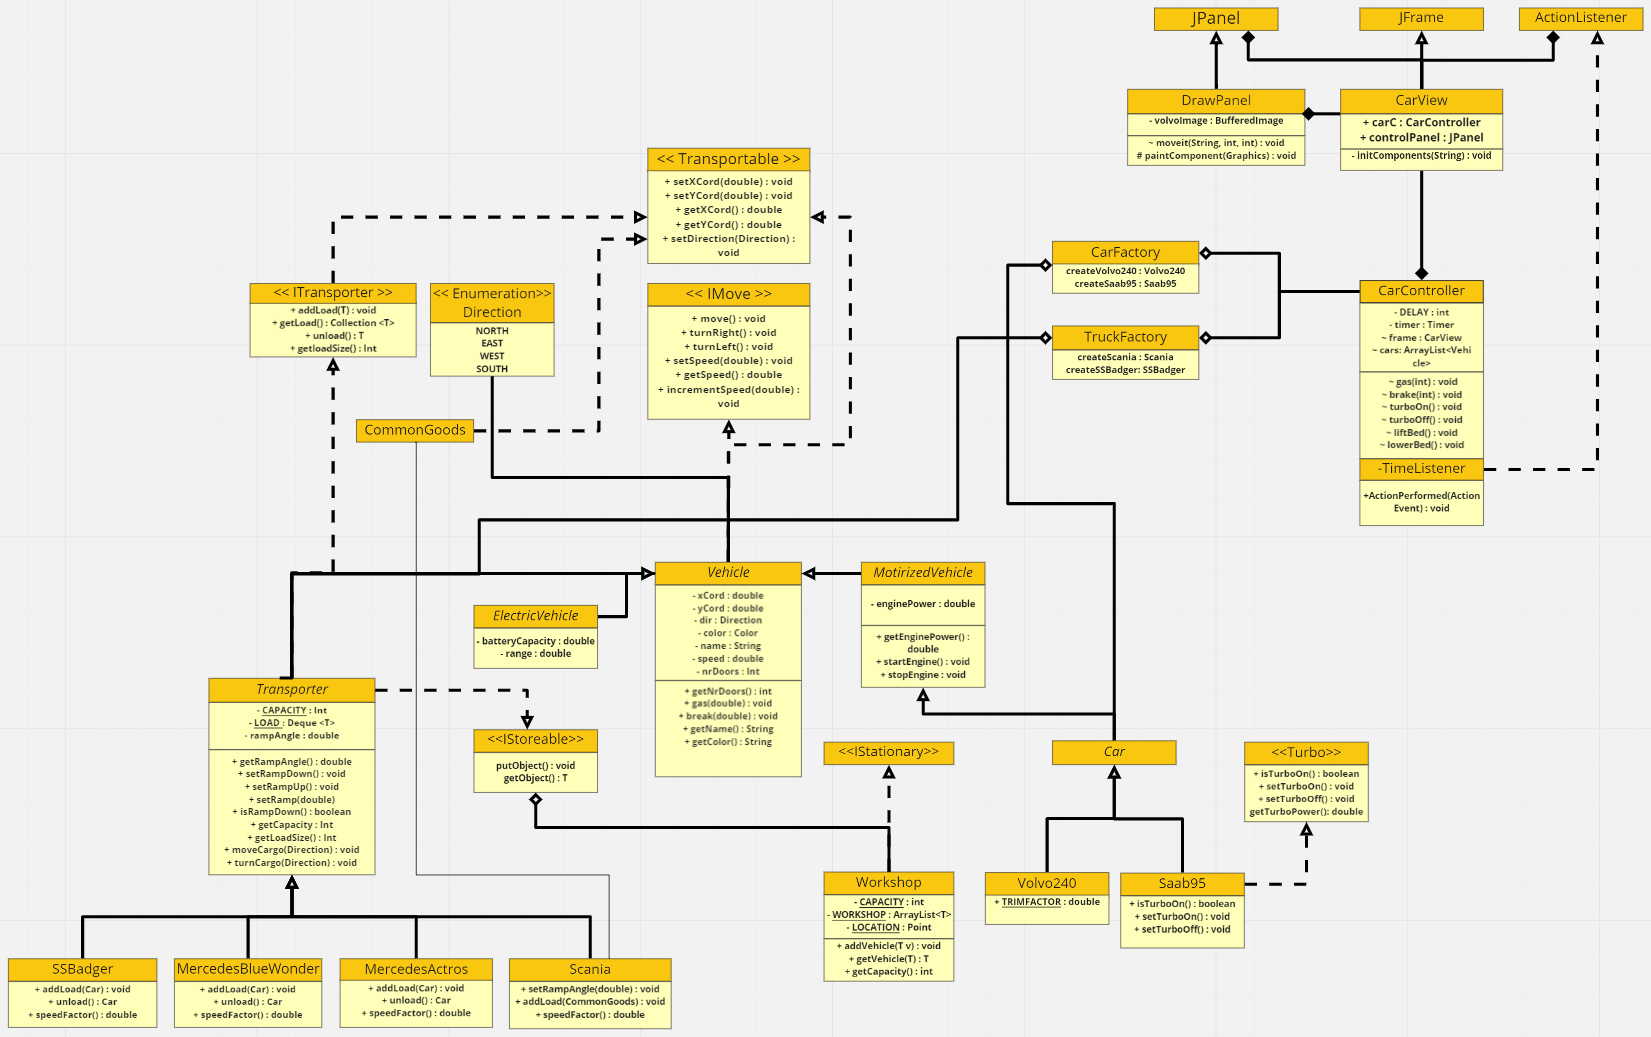 JPanel
JFrame
ActionListener
DrawPanel
- volvoImage : BufferedImage
~ moveit(String, int, int) : void
# paintComponent(Graphics) : void
CarView
+ carC : CarController
+ controlPanel : JPanel
- initComponents(String) : void
<< Transportable >>
+ setXCord(double) : void
+ setYCord(double) : void
+ getXCord() : double
+ getYCord() : double
+ setDirection(Direction) :
void
<< ITransporter >>
+ addLoad(T) : void
+ getLoad() : Collection <T>
+ unload() : T
+ getloadSize() : Int
<< Enumeration>>
Direction
NORTH
EAST
WEST
SOUTH
<< IMove >>
+ move() : void
+ turnRight() : void
+ turnLeft() : void
+ setSpeed(double) : void
+ getSpeed() : double
+ incrementSpeed(double) :
void
CarFactory
createVolvo240 : Volvo240
createSaab95 : Saab95
TruckFactory
createScania : Scania
createSSBadger: SSBadger
CarController
- DELAY : int
- timer : Timer
~ frame : CarView
~ cars: ArrayList<Vehi
cle>
~ gas(int) : void
~ brake(int) : void
~ turboOn() : void
~ turboOff() : void
~ liftBed() : void
~ lowerBed() : void
-TimeListener
+ActionPerformed(Action
Event) : void
CommonGoods
Vehicle
- xCord : double
- yCord : double
- dir : Direction
- color : Color
- name : String
- speed : double
- nrDoors : Int
+ getNrDoors() : int
+ gas(double) : void
+ break(double) : void
+ getName() : String
+ getColor() : String
MotirizedVehicle
- enginePower : double
+ getEnginePower() :
double
+ startEngine() : void
+ stopEngine : void
ElectricVehicle
- batteryCapacity : double
- range : double
Transporter
- CAPACITY : Int
- LOAD : Deque <T>
- rampAngle : double
+ getRampAngle() : double
+ setRampDown() : void
+ setRampUp() : void
+ setRamp(double)
+ isRampDown() : boolean
+ getCapacity : Int
+ getLoadSize() : Int
+ moveCargo(Direction) : void
+ turnCargo(Direction) : void
<<IStoreable>>
putObject() : void
getObject() : T
<<IStationary>>
Car
<<Turbo>>
+ isTurboOn() : boolean
+ setTurboOn() : void
+ setTurboOff() : void
getTurboPower(): double
Workshop
- CAPACITY : int
- WORKSHOP : ArrayList<T>
- LOCATION : Point
+ addVehicle(T v) : void
+ getVehicle(T) : T
+ getCapacity() : int
Volvo240
+ TRIMFACTOR : double
Saab95
+ isTurboOn() : boolean
+ setTurboOn() : void
+ setTurboOff() : void
SSBadger
+ addLoad(Car) : void
+ unload() : Car
+ speedFactor() : double
MercedesBlueWonder
+ addLoad(Car) : void
+ unload() : Car
+ speedFactor() : double
MercedesActros
+ addLoad(Car) : void
+ unload() : Car
+ speedFactor() : double
Scania
+ setRampAngle(double) : void
+ addLoad(CommonGoods) : void
+ speedFactor() : double